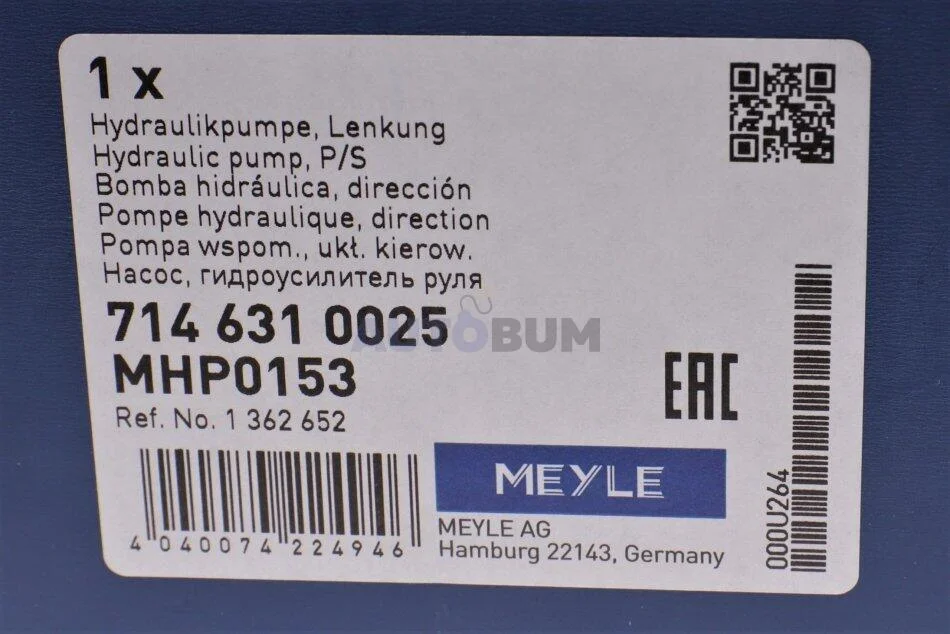 1 x
Hydraulikpumpe, Lenkung
Hydraulic pump, P/S
Bomba hidráulica, dirección
Pompe hydraulique, direction
Pompa wspom., ukł. kierow.
Насос, гидроусилитель руля
714 631 0025
MHP0153
Ref. No. 1 362 652
AUTOBUM
EAC
MEYLE
MEYLE AG
Hamburg 22143, Germany
4 040074 224946
000U264